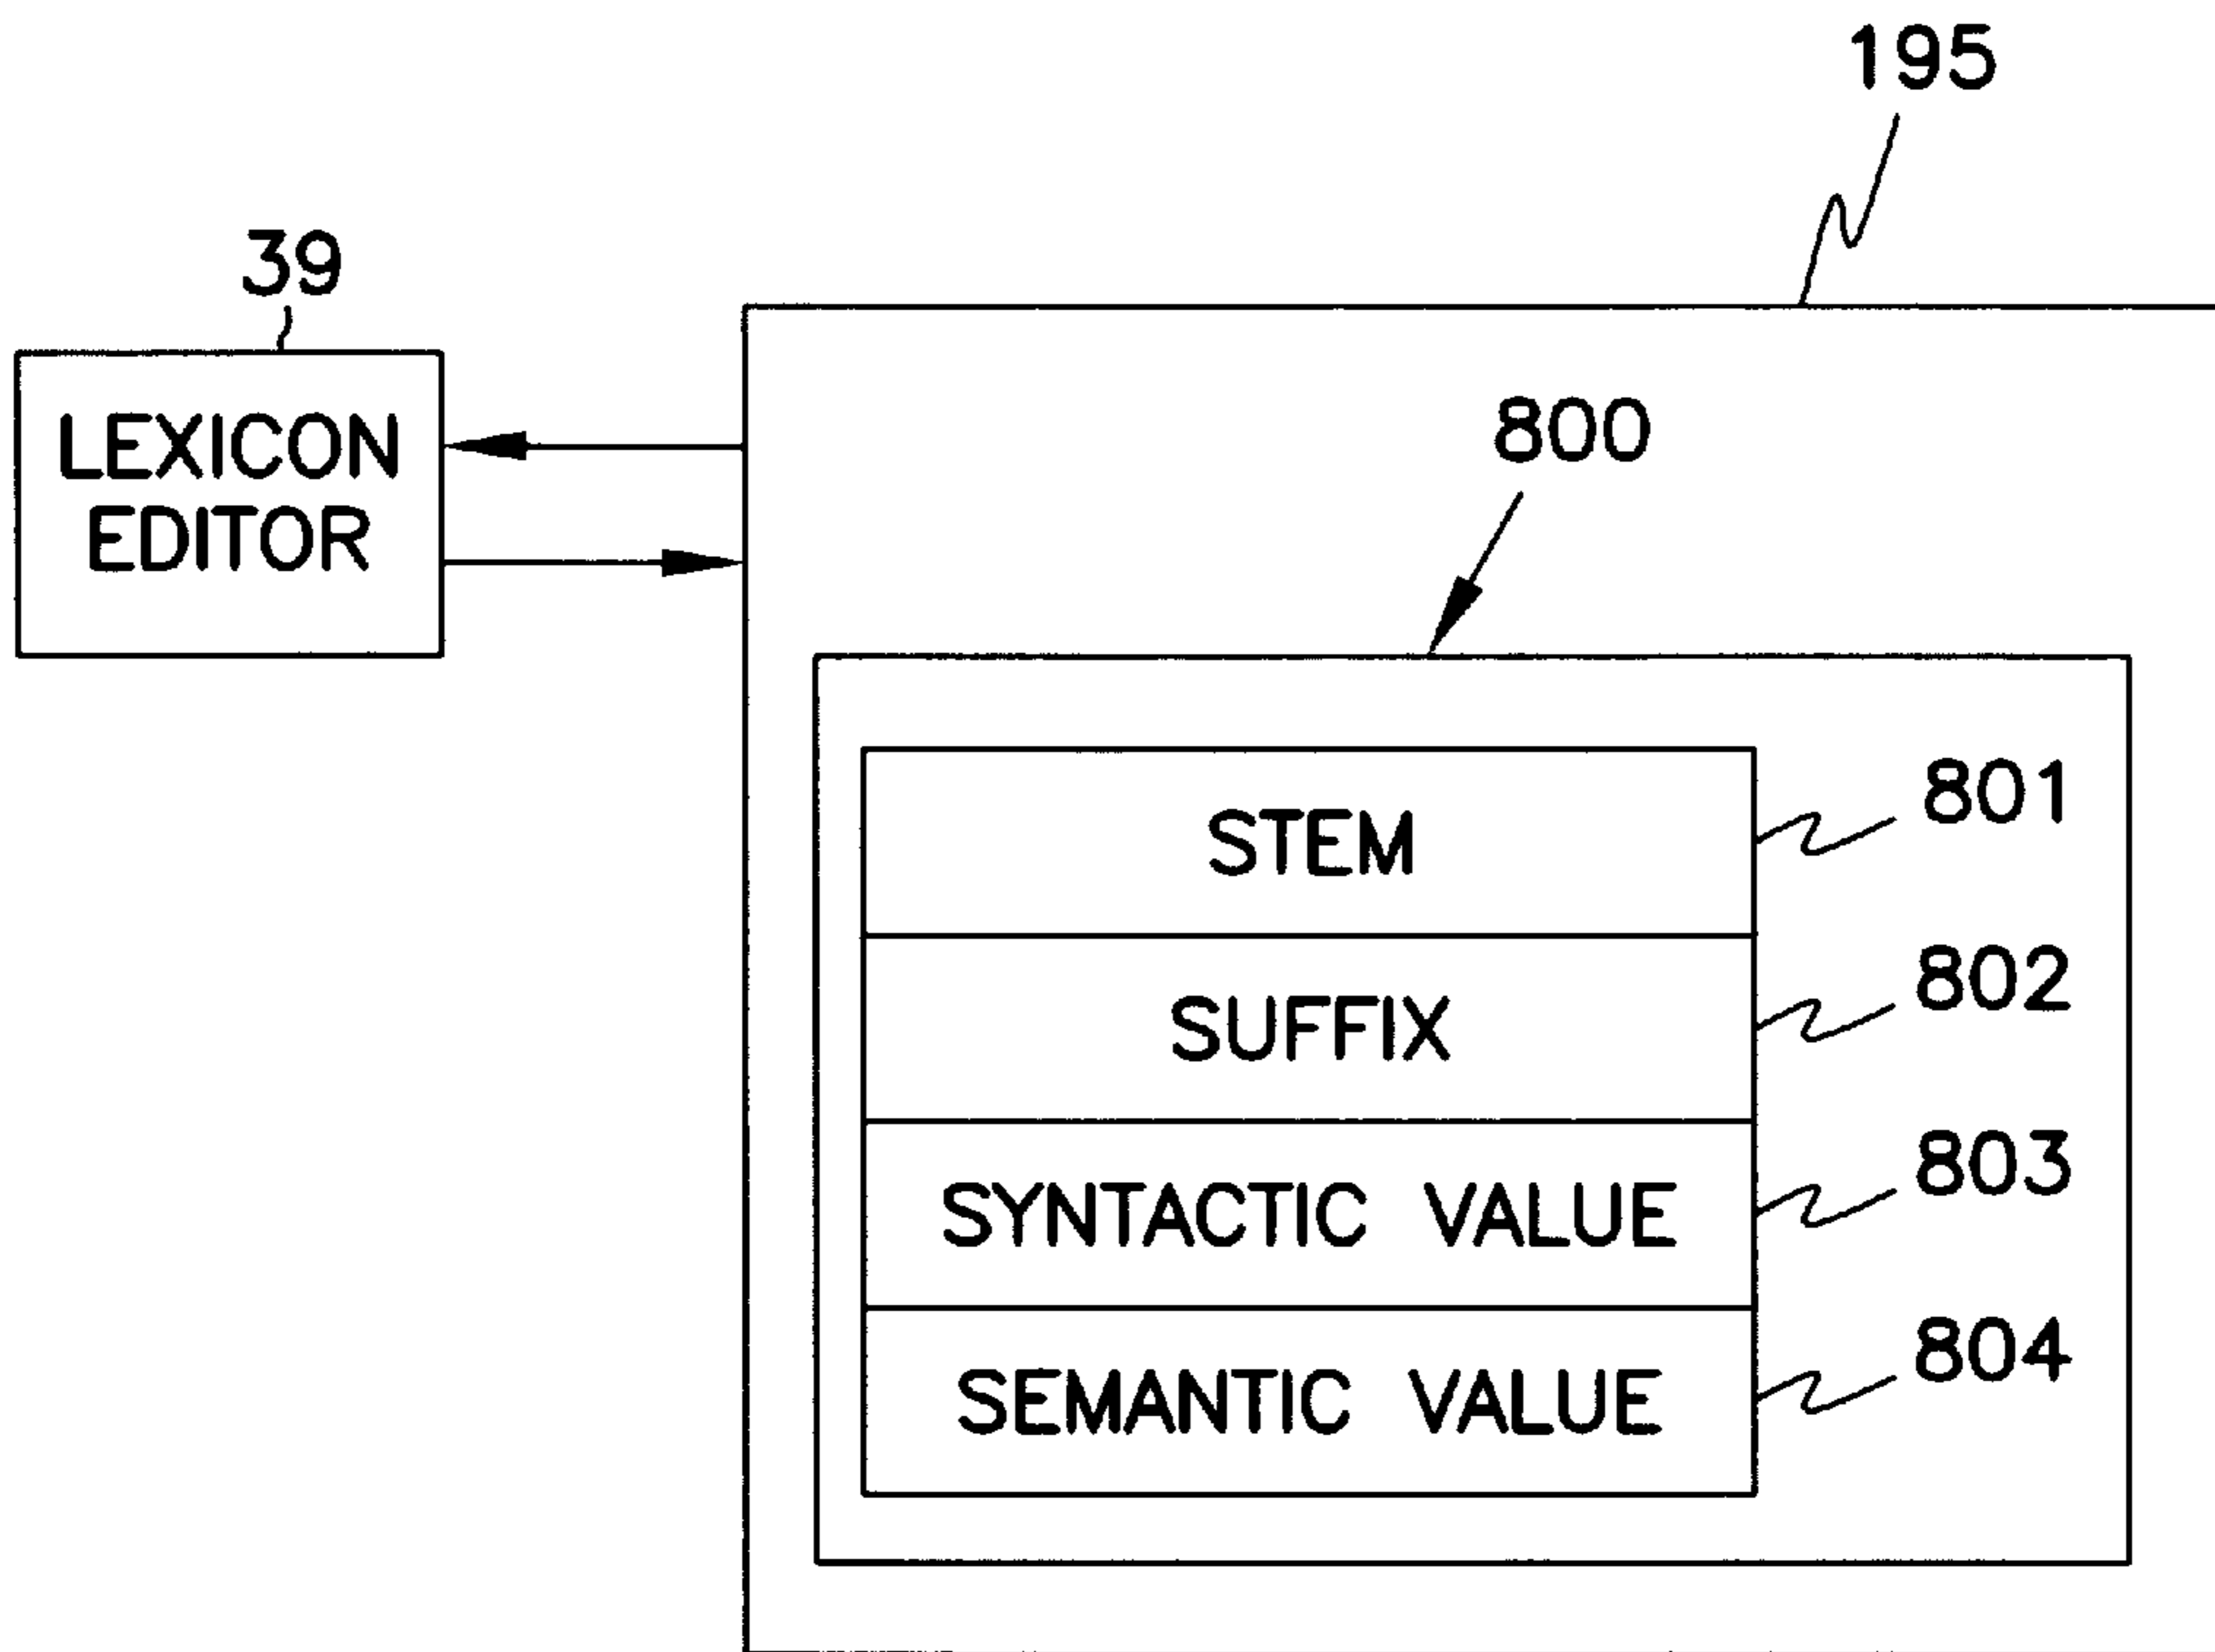 195
39
LEXICON
EDITOR
800
STEM
801
SUFFIX
802
SYNTACTIC VALUE
803
SEMANTIC VALUE
804